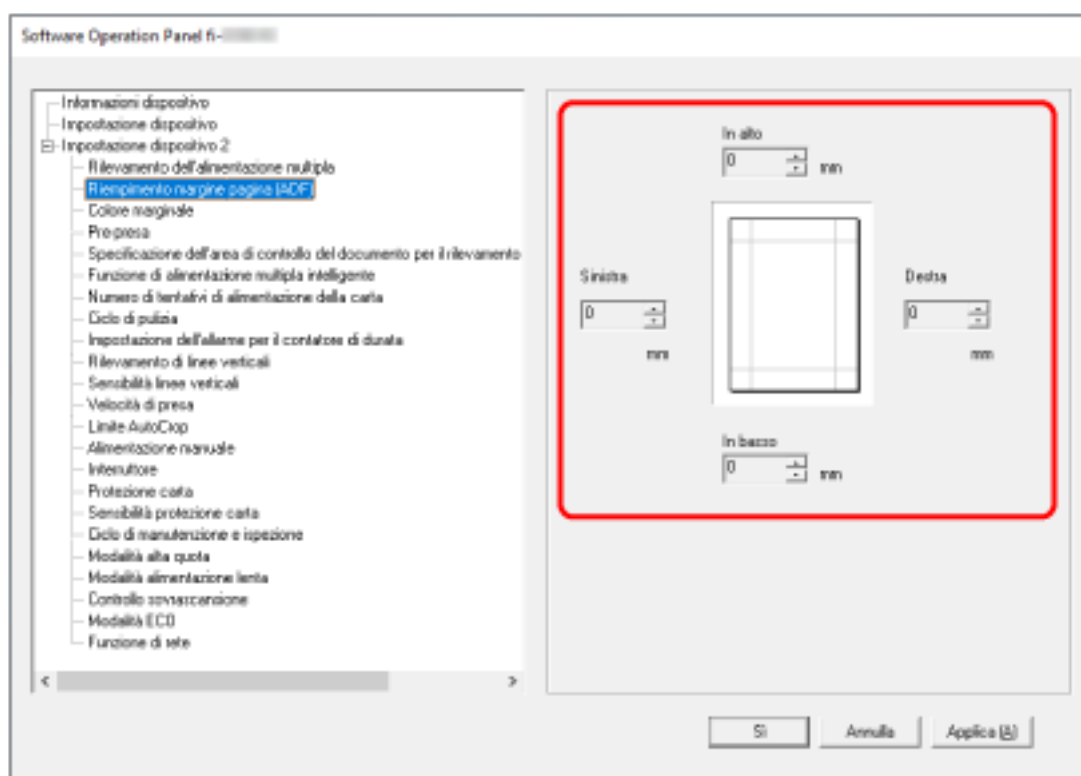 Software Operation Panel fi-
Informazioni dispositivo
Impostazione dispositivo
Impostazione dispositivo 2
Rilevamento dell'alimentazione multipla
Riempimento margine pagina (ADF)
Colore marginale
Pre-presa
Specificazione dell'area di controllo del documento per il rilevamento
Funzione di alimentazione multipla intelligente
Numero di tentativi di alimentazione della carta
Ciclo di pulizia
Impostazione dell'allarme per il contatore di durata
Rilevamento di linee verticali
Sensibilità linee verticali
Velocità di presa
Limite AutoCrop
Alimentazione manuale
Interruttore
Protezione carta
Sensibilità protezione carta
Ciclo di manutenzione e ispezione
Modalità alta quota
Modalità alimentazione lenta
Controllo sovrascansione
Modalità ECO
Funzione di rete
In alto
0 mm
Sinistra
0
mm
Destra
0
mm
In basso
0 mm
Sì Annulla Applica (A)